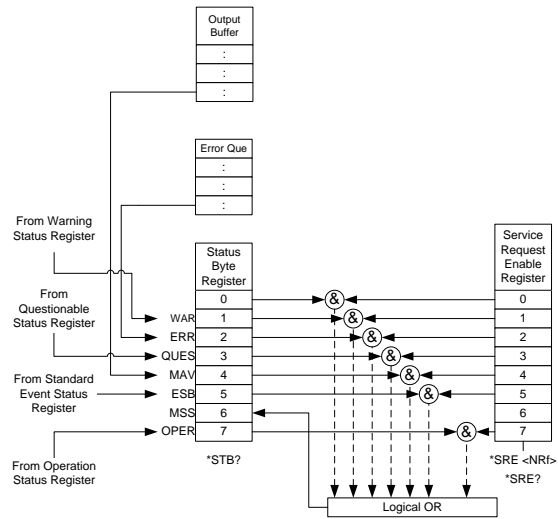 Output
Buffer
:
:
:
Error Que
:
:
:
From Warning
Status Register
From
Questionable
Status Register
From Standard
Event Status
Register
From Operation
Status Register
WAR
ERR
QUES
MAV
ESB
MSS
OPER
Status
Byte
Register
0
1
2
3
4
5
6
7
*STB?
&
&
&
&
&
&
&
Service
Request
Enable
Register
0
1
2
3
4
5
6
7
*SRE <NRf>
*SRE?
Logical OR